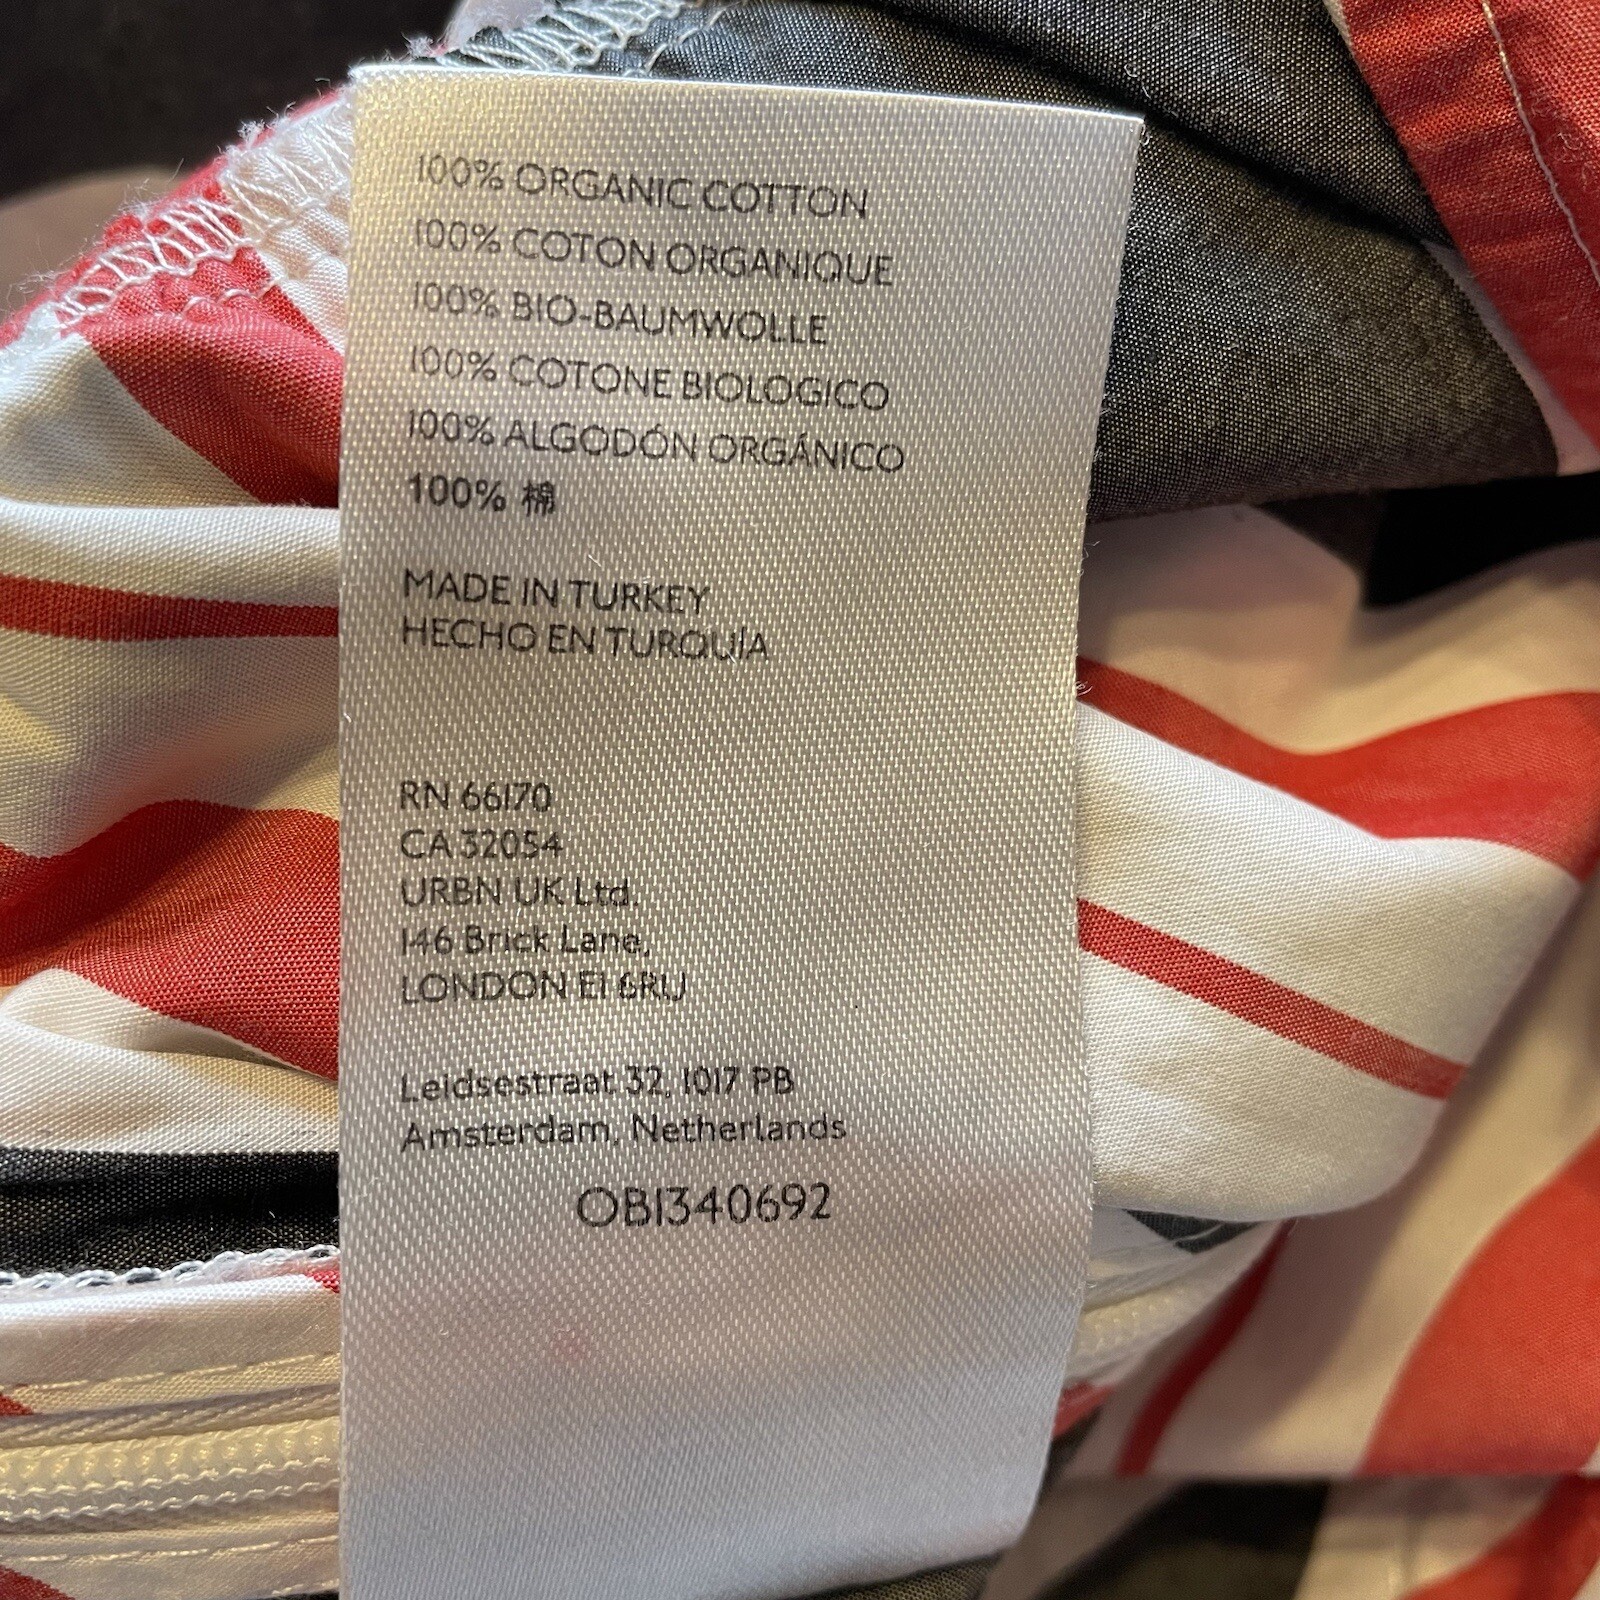 100% ORGANIC COTTON
100% COTON ORGANIQUE
100% BIO-BAUMWOLLE
100% COTONE BIOLOGICO
100% ALGODÓN ORGÁNICO
100% 棉
MADE IN TURKEY
HECHO EN TURQUÍA
RN 66170
CA 32054
URBN UK Ltd.
146 Brick Lane,
LONDON E1 6RU
Leidsestraat 32, 1017 PB
Amsterdam, Netherlands
OB1340692